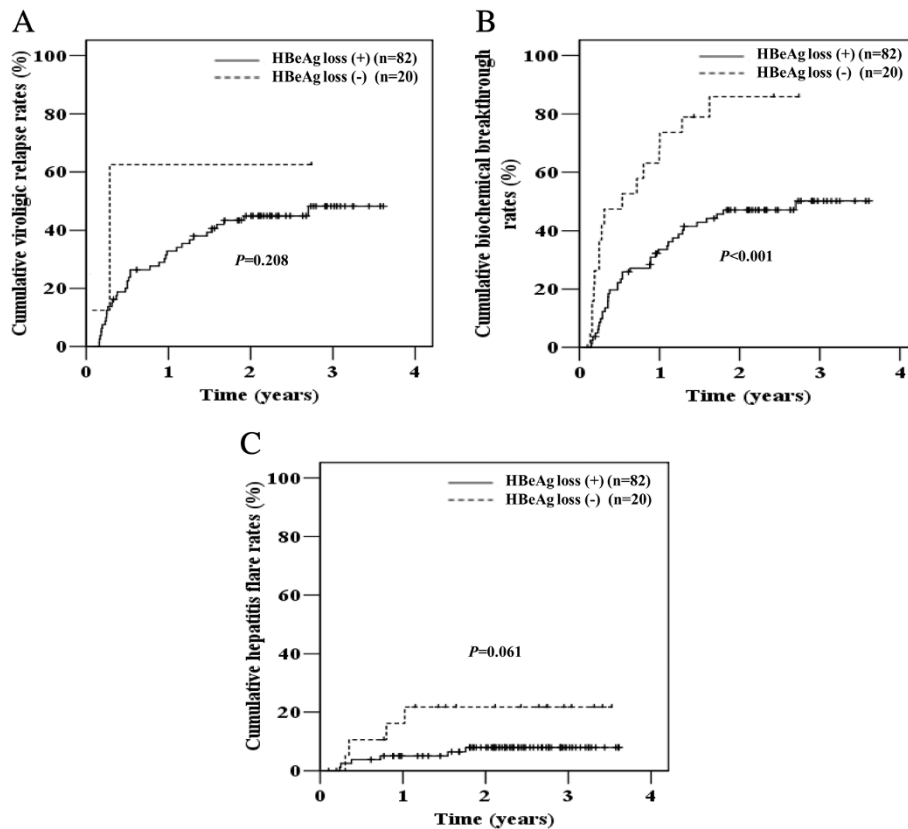 A
Cumulative viroligic relapse rates (%)
100
80
60
40
20
0
HBeAg loss (+) (n=82)
HBeAg loss (-) (n=20)
P=0.208
0 1 2 3 4
Time (years)
B
Cumulative biochemical breakthrough
rates (%)
100
80
60
40
20
0
HBeAg loss (+) (n=82)
HBeAg loss (-) (n=20)
P<0.001
0 1 2 3 4
Time (years)
C
Cumulative hepatitis flare rates (%)
100
80
60
40
20
0
HBeAg loss (+) (n=82)
HBeAg loss (-) (n=20)
P=0.061
0 1 2 3 4
Time (years)